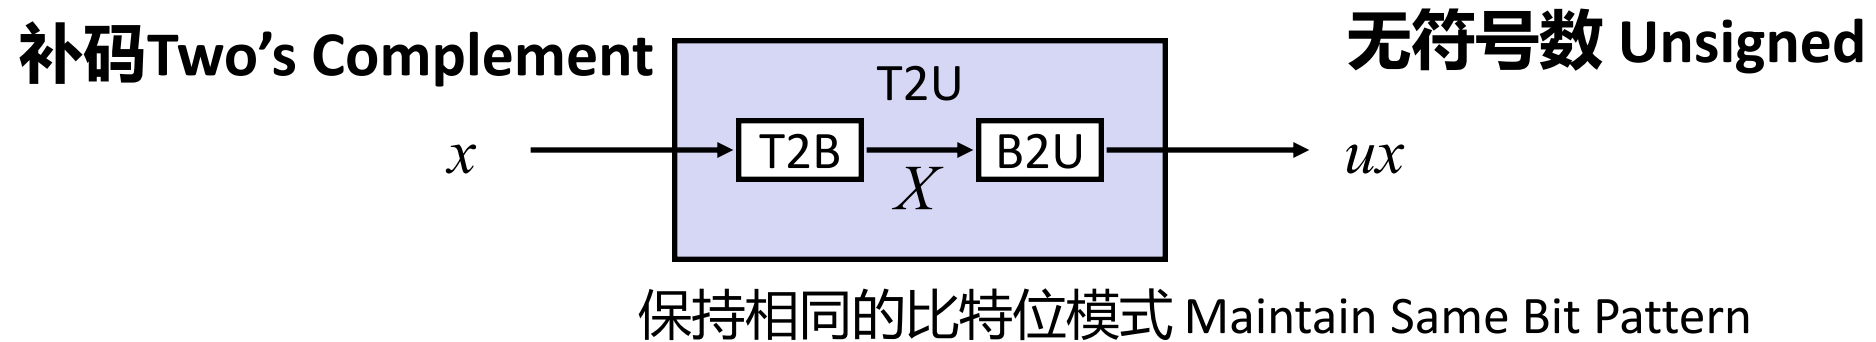 补码Two's Complement
无符号数 Unsigned
T2U
x
T2B
X
B2U
ux
保持相同的比特位模式 Maintain Same Bit Pattern